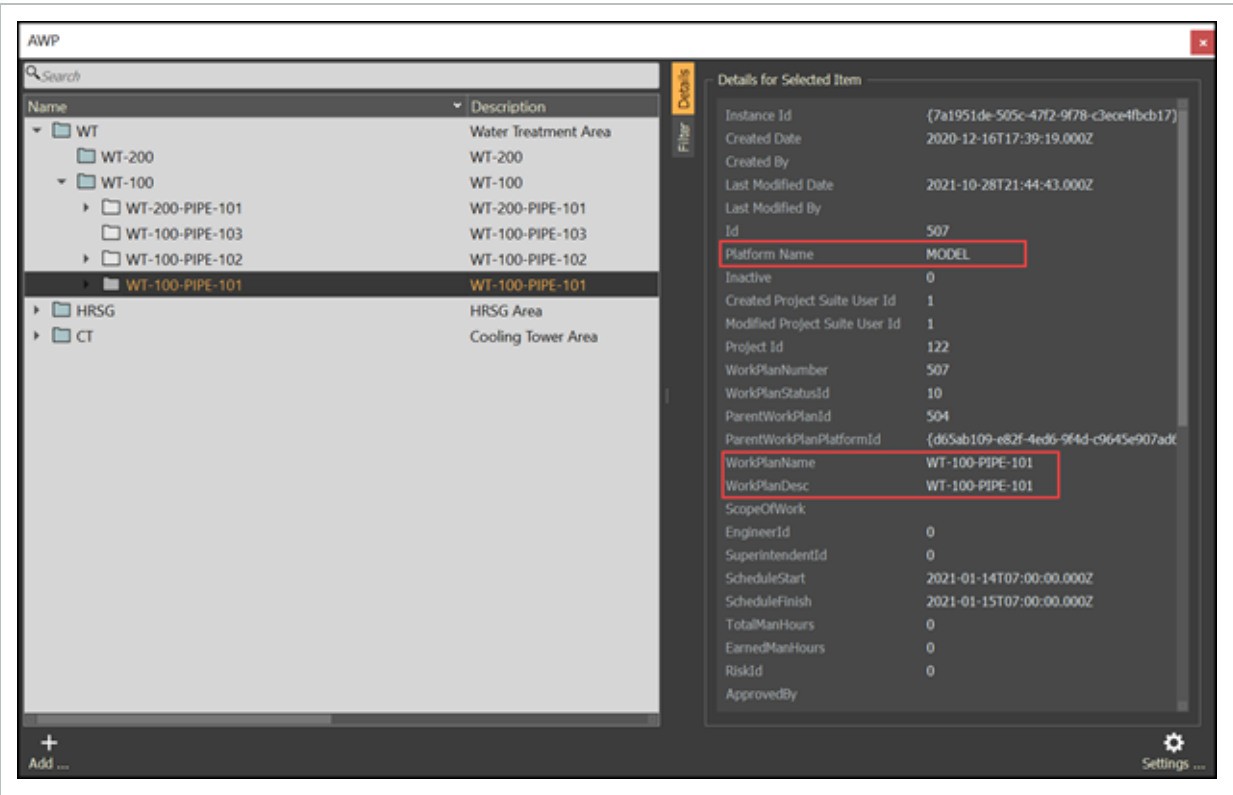 AWP
x
Search
Name Description
WT Water Treatment Area
WT-200 WT-200
WT-100 WT-100
WT-200-PIPE-101 WT-200-PIPE-101
WT-100-PIPE-103 WT-100-PIPE-103
WT-100-PIPE-102 WT-100-PIPE-102
WT-100-PIPE-101 WT-100-PIPE-101
HRSG HRSG Area
CT Cooling Tower Area
Add ...
Details
Filter
Details for Selected Item
Instance Id {7a1951de-505c-47f2-9f78-c3ece4fbcb17}
Created Date 2020-12-16T17:39:19.000Z
Created By
Last Modified Date 2021-10-28T21:44:43.000Z
Last Modified By
Id 507
Platform Name MODEL
Inactive 0
Created Project Suite User Id 1
Modified Project Suite User Id 1
Project Id 122
WorkPlanNumber 507
WorkPlanStatusId 10
ParentWorkPlanId 504
ParentWorkPlanPlatformId {d65ab109-e82f-4ed6-9f4d-c9645e907ad6
WorkPlanName WT-100-PIPE-101
WorkPlanDesc WT-100-PIPE-101
ScopeOfWork
EngineerId 0
SuperintendentId 0
ScheduleStart 2021-01-14T07:00:00.000Z
ScheduleFinish 2021-01-15T07:00:00.000Z
TotalManHours 0
EarnedManHours 0
RiskId 0
ApprovedBy
Settings ...